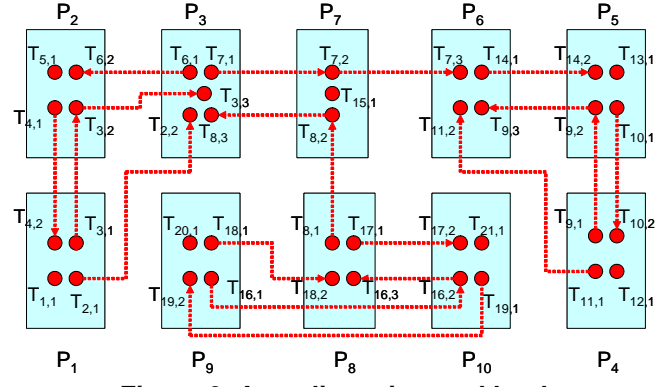 P2 P3 P7 P6 P5
T5,1 T6,2 T6,1 T7,1 T7,2 T7,3 T14,1 T14,2 T13,1
T4,1 T3,2 T2,2 T3,3 T8,3 T15,1 T8,2 T11,2 T9,3 T9,2 T10,1
T4,2 T3,1 T20,1 T18,1 T8,1 T17,1 T17,2 T21,1 T9,1 T10,2
T1,1 T2,1 T19,2 T16,1 T18,2 T16,3 T16,2 T19,1 T11,1 T12,1
P1 P9 P8 P10 P4